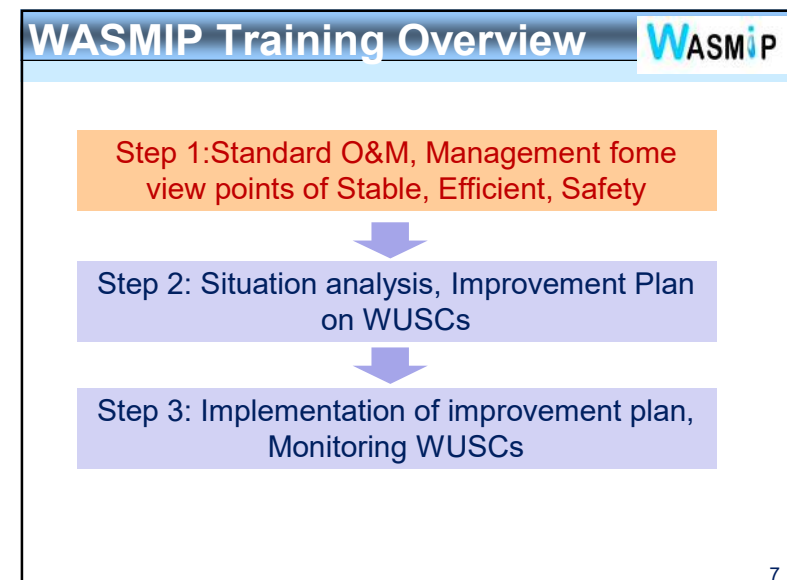 WASMIP Training Overview
WASMiP
Step 1:Standard O&M, Management fome
view points of Stable, Efficient, Safety
Step 2: Situation analysis, Improvement Plan
on WUSCs
Step 3: Implementation of improvement plan,
Monitoring WUSCs
7